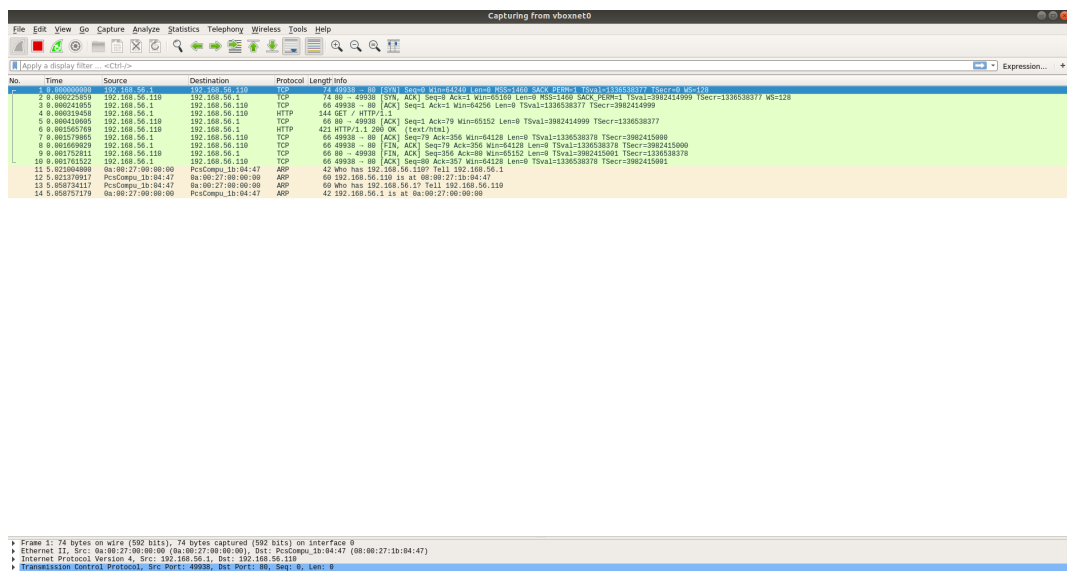 Capturing from vboxnet0
File Edit View Go Capture Analyze Statistics Telephony Wireless Tools Help
Apply a display filter ... <Ctrl-/> Expression... +
No. Time Source Destination Protocol Length Info
1 0.000000000 192.168.56.1 192.168.56.110 TCP 74 49938 → 80 [SYN] Seq=0 Win=64240 Len=0 MSS=1460 SACK_PERM=1 TSval=1336538377 TSecr=0 WS=128
2 0.000225859 192.168.56.110 192.168.56.1 TCP 74 80 → 49938 [SYN, ACK] Seq=0 Ack=1 Win=65160 Len=0 MSS=1460 SACK_PERM=1 TSval=3982414999 TSecr=1336538377 WS=128
3 0.000241055 192.168.56.1 192.168.56.110 TCP 66 49938 → 80 [ACK] Seq=1 Ack=1 Win=64256 Len=0 TSval=1336538377 TSecr=3982414999
4 0.000319458 192.168.56.1 192.168.56.110 HTTP 144 GET / HTTP/1.1
5 0.000410605 192.168.56.110 192.168.56.1 TCP 66 80 → 49938 [ACK] Seq=1 Ack=79 Win=65152 Len=0 TSval=3982414999 TSecr=1336538377
6 0.001565769 192.168.56.110 192.168.56.1 HTTP 421 HTTP/1.1 200 OK (text/html)
7 0.001579865 192.168.56.1 192.168.56.110 TCP 66 49938 → 80 [ACK] Seq=79 Ack=356 Win=64128 Len=0 TSval=1336538378 TSecr=3982415000
8 0.001669029 192.168.56.1 192.168.56.110 TCP 66 49938 → 80 [FIN, ACK] Seq=79 Ack=356 Win=64128 Len=0 TSval=1336538378 TSecr=3982415000
9 0.001752811 192.168.56.110 192.168.56.1 TCP 66 80 → 49938 [FIN, ACK] Seq=356 Ack=80 Win=65152 Len=0 TSval=3982415001 TSecr=1336538378
10 0.001761522 192.168.56.1 192.168.56.110 TCP 66 49938 → 80 [ACK] Seq=80 Ack=357 Win=64128 Len=0 TSval=1336538378 TSecr=3982415001
11 5.021004800 0a:00:27:00:00:00 PcsCompu_1b:04:47 ARP 42 Who has 192.168.56.110? Tell 192.168.56.1
12 5.021370917 PcsCompu_1b:04:47 0a:00:27:00:00:00 ARP 60 192.168.56.110 is at 08:00:27:1b:04:47
13 5.058734117 PcsCompu_1b:04:47 0a:00:27:00:00:00 ARP 60 Who has 192.168.56.1? Tell 192.168.56.110
14 5.058757179 0a:00:27:00:00:00 PcsCompu_1b:04:47 ARP 42 192.168.56.1 is at 0a:00:27:00:00:00
Frame 1: 74 bytes on wire (592 bits), 74 bytes captured (592 bits) on interface 0
Ethernet II, Src: 0a:00:27:00:00:00 (0a:00:27:00:00:00), Dst: PcsCompu_1b:04:47 (08:00:27:1b:04:47)
Internet Protocol Version 4, Src: 192.168.56.1, Dst: 192.168.56.110
Transmission Control Protocol, Src Port: 49938, Dst Port: 80, Seq: 0, Len: 0